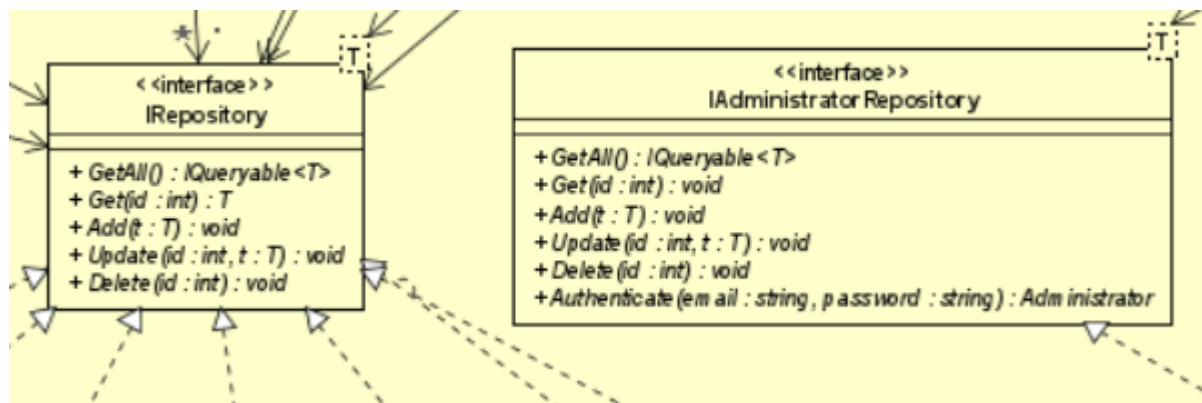 *
T
<<interface>>
IRepository
+ GetAll() : IQueryable<T>
+ Get(id : int) : T
+ Add(t : T) : void
+ Update(id : int, t : T) : void
+ Delete(id : int) : void
T
<<interface>>
IAdministratorRepository
+ GetAll() : IQueryable<T>
+ Get(id : int) : void
+ Add(t : T) : void
+ Update(id : int, t : T) : void
+ Delete(id : int) : void
+ Authenticate(email : string, password : string) : Administrator